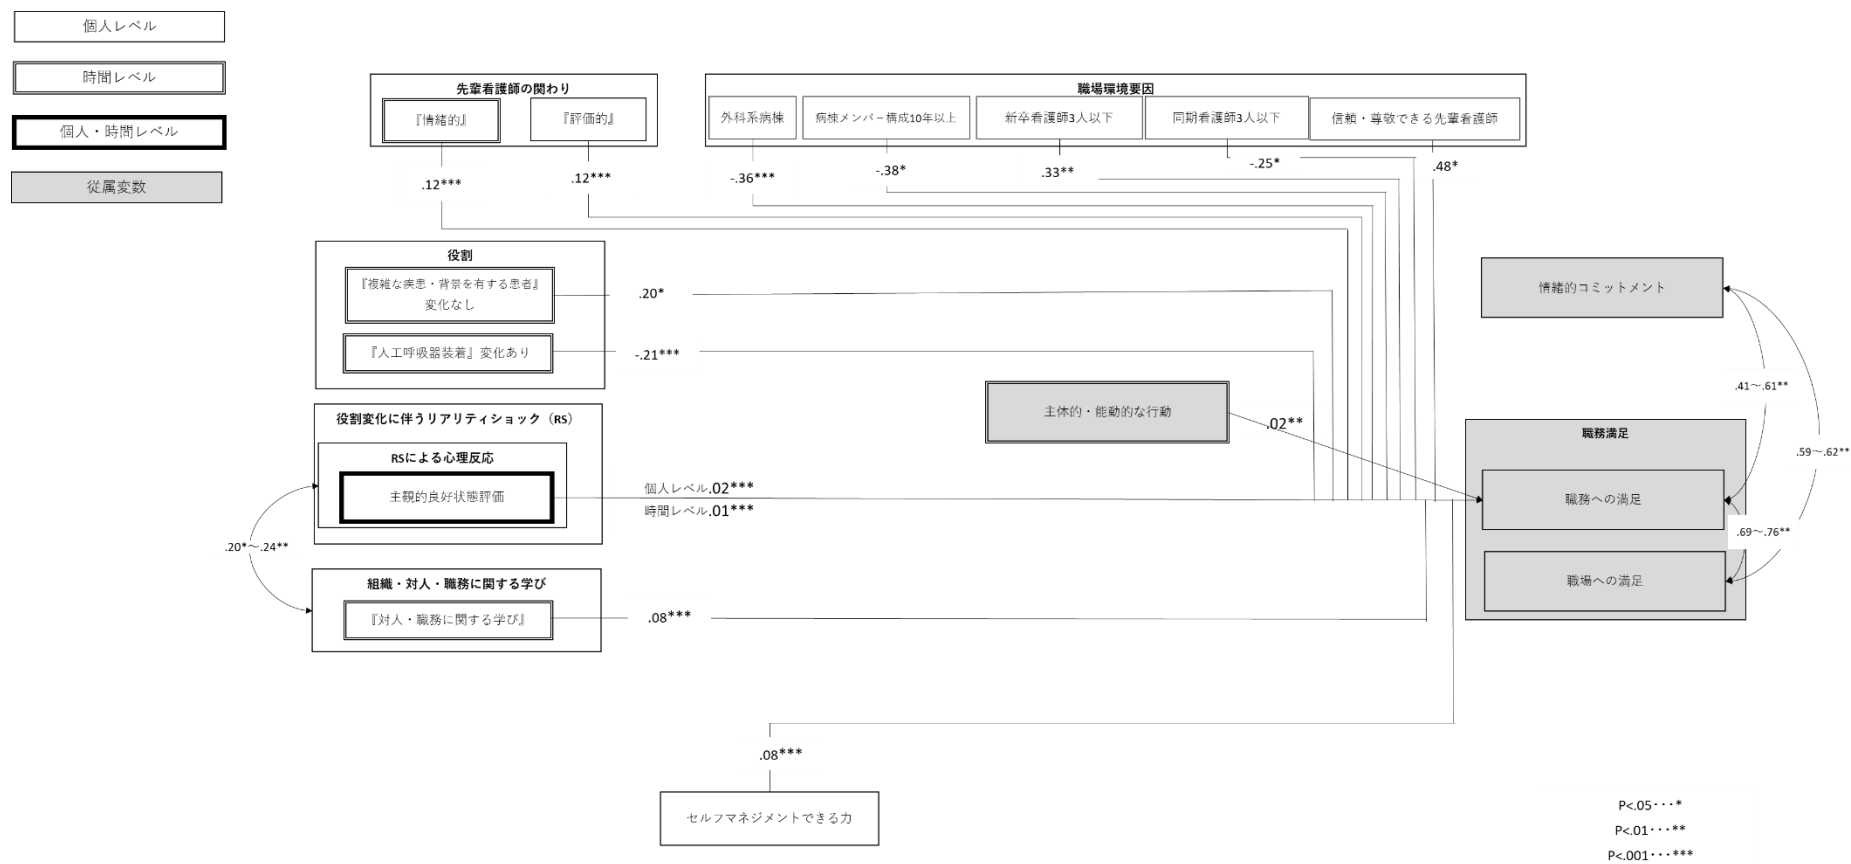 個人レベル
時間レベル
個人・時間レベル
従属変数
先輩看護師の関わり
『情緒的』
『評価的』
.12***
.12***
職場環境要因
外科系病棟
病棟メンバー構成10年以上
新卒看護師3人以下
同期看護師3人以下
信頼・尊敬できる先輩看護師
-.36***
-.38*
.33**
-.25*
.48*
役割
『複雑な疾患・背景を有する患者』
変化なし
.20*
『人工呼吸器装着』変化あり
-.21***
役割変化に伴うリアリティショック（RS）
RSによる心理反応
主観的良好状態評価
個人レベル.02***
時間レベル.01***
.20*～.24**
組織・対人・職務に関する学び
『対人・職務に関する学び』
.08***
主体的・能動的な行動
.02**
情緒的コミットメント
.41～.61**
.59～.62**
職務満足
職務への満足
.69～.76**
職場への満足
.08***
セルフマネジメントできる力
P<.05・・・*
P<.01・・・**
P<.001・・・***